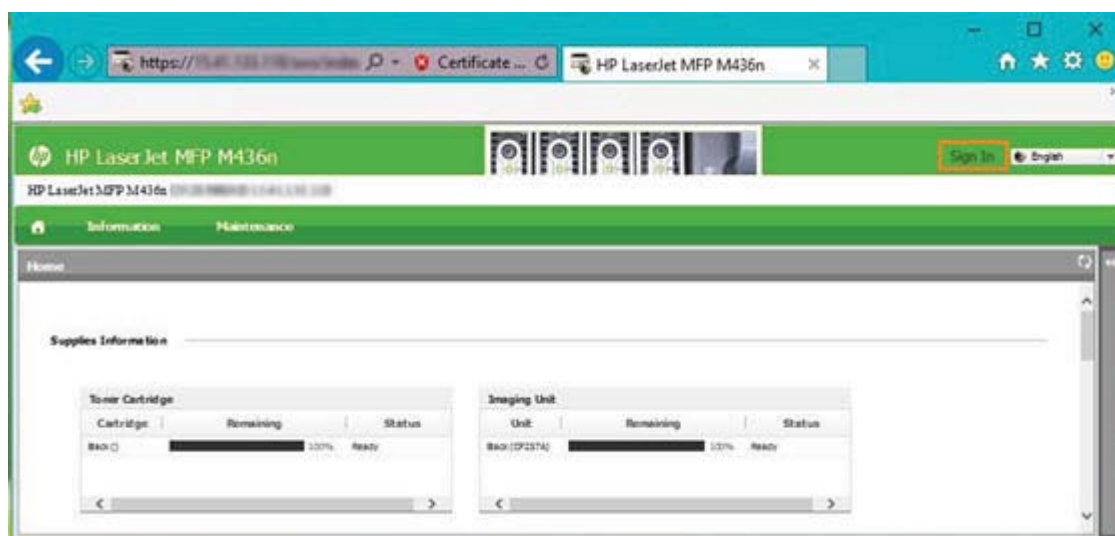 https://
Certificate ...
HP LaserJet MFP M436n
hp HP LaserJet MFP M436n
Sign In English
HP LaserJet MFP M436n
Information Maintenance
Home
Supplies Information
Toner Cartridge Imaging Unit
Cartridge Remaining Status Unit Remaining Status
100% Ready 100% Ready